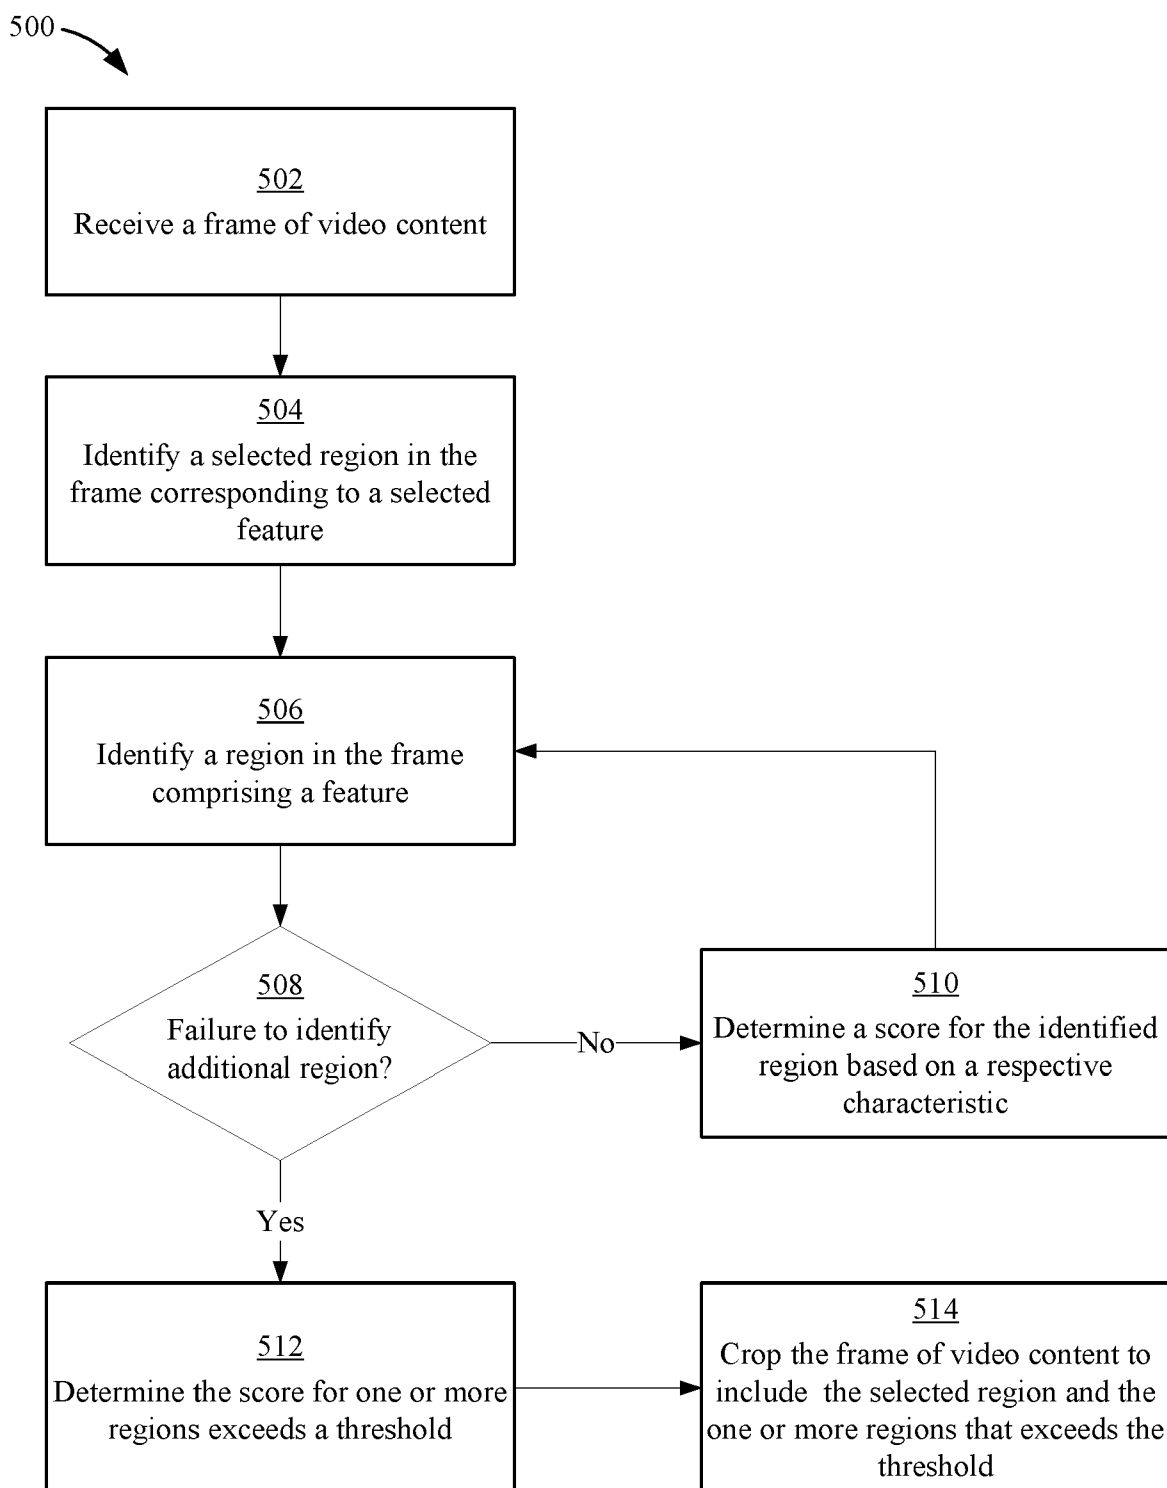 500
502
Receive a frame of video content
504
Identify a selected region in the
frame corresponding to a selected
feature
506
Identify a region in the frame
comprising a feature
508
Failure to identify
additional region?
No
510
Determine a score for the identified
region based on a respective
characteristic
Yes
512
Determine the score for one or more
regions exceeds a threshold
514
Crop the frame of video content to
include the selected region and the
one or more regions that exceeds the
threshold